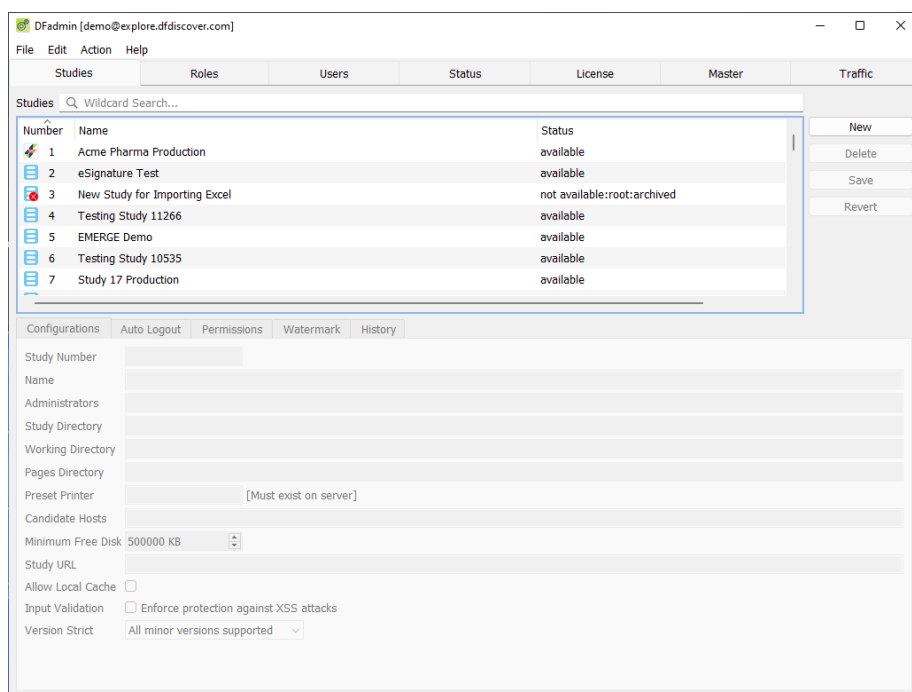 DFadmin [demo@explore.dfdiscover.com]
File Edit Action Help
Studies Roles Users Status License Master Traffic
Studies Wildcard Search...
Number Name Status
1 Acme Pharma Production available
2 eSignature Test available
3 New Study for Importing Excel not available:root:archived
4 Testing Study 11266 available
5 EMERGE Demo available
6 Testing Study 10535 available
7 Study 17 Production available
New
Delete
Save
Revert
Configurations Auto Logout Permissions Watermark History
Study Number
Name
Administrators
Study Directory
Working Directory
Pages Directory
Preset Printer [Must exist on server]
Candidate Hosts
Minimum Free Disk 500000 KB
Study URL
Allow Local Cache
Input Validation Enforce protection against XSS attacks
Version Strict All minor versions supported